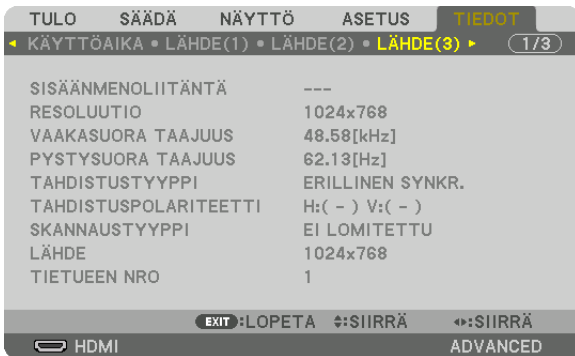 TULO SÄÄDÄ NÄYTTÖ ASETUS TIEDOT
◂ KÄYTTÖAIKA • LÄHDE(1) • LÄHDE(2) • LÄHDE(3) ▸ 1/3
SISÄÄNMENOLIITÄNTÄ ---
RESOLUUTIO 1024x768
VAAKASUORA TAAJUUS 48.58[kHz]
PYSTYSUORA TAAJUUS 62.13[Hz]
TAHDISTUSTYYPPI ERILLINEN SYNKR.
TAHDISTUSPOLARITEETTI H:( - ) V:( - )
SKANNAUSTYYPPI EI LOMITETTU
LÄHDE 1024x768
TIETUEEN NRO 1
EXIT :LOPETA ♦:SIIRRÄ ◂▸:SIIRRÄ
HDMI ADVANCED